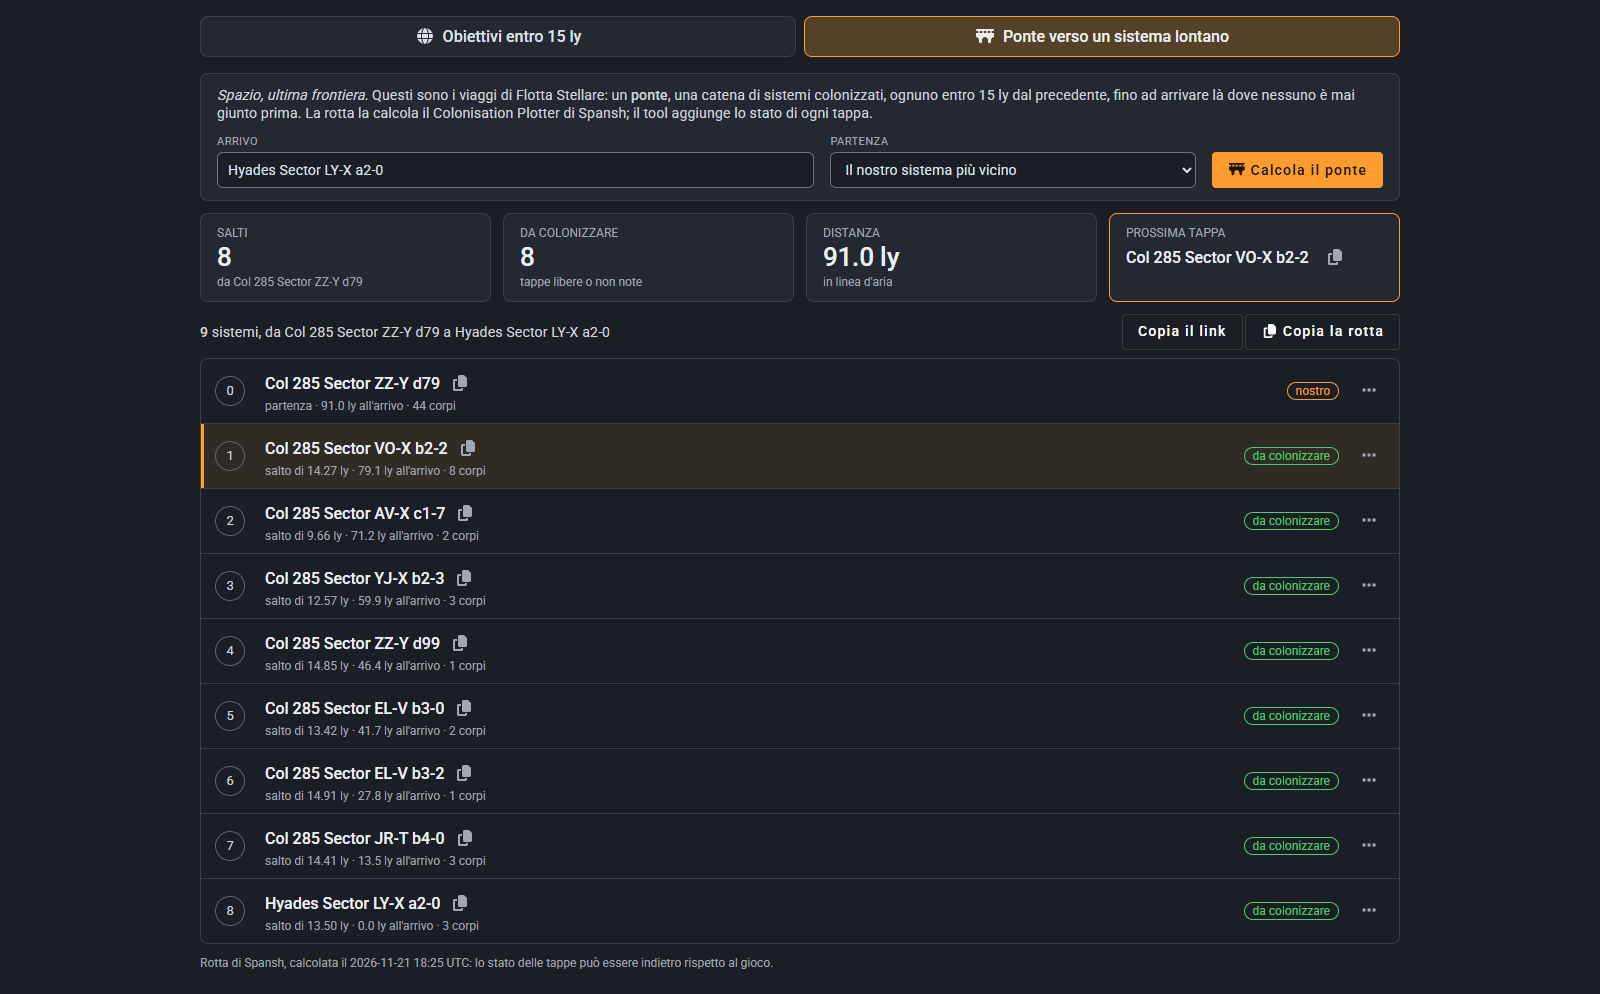 Obiettivi entro 15 ly
Ponte verso un sistema lontano
Spazio, ultima frontiera. Questi sono i viaggi di Flotta Stellare: un ponte, una catena di sistemi colonizzati, ognuno entro 15 ly dal precedente, fino ad arrivare là dove nessuno è mai
giunto prima. La rotta la calcola il Colonisation Plotter di Spansh; il tool aggiunge lo stato di ogni tappa.
ARRIVO
PARTENZA
Hyades Sector LY-X a2-0
Il nostro sistema più vicino
Calcola il ponte
SALTI
8
da Col 285 Sector ZZ-Y d79
DA COLONIZZARE
8
tappe libere o non note
DISTANZA
91.0 ly
in linea d'aria
PROSSIMA TAPPA
Col 285 Sector VO-X b2-2
9 sistemi, da Col 285 Sector ZZ-Y d79 a Hyades Sector LY-X a2-0
Copia il link
Copia la rotta
0
Col 285 Sector ZZ-Y d79
partenza · 91.0 ly all'arrivo · 44 corpi
nostro
1
Col 285 Sector VO-X b2-2
salto di 14.27 ly · 79.1 ly all'arrivo · 8 corpi
da colonizzare
2
Col 285 Sector AV-X c1-7
salto di 9.66 ly · 71.2 ly all'arrivo · 2 corpi
da colonizzare
3
Col 285 Sector YJ-X b2-3
salto di 12.57 ly · 59.9 ly all'arrivo · 3 corpi
da colonizzare
4
Col 285 Sector ZZ-Y d99
salto di 14.85 ly · 46.4 ly all'arrivo · 1 corpi
da colonizzare
5
Col 285 Sector EL-V b3-0
salto di 13.42 ly · 41.7 ly all'arrivo · 2 corpi
da colonizzare
6
Col 285 Sector EL-V b3-2
salto di 14.91 ly · 27.8 ly all'arrivo · 1 corpi
da colonizzare
7
Col 285 Sector JR-T b4-0
salto di 14.41 ly · 13.5 ly all'arrivo · 3 corpi
da colonizzare
8
Hyades Sector LY-X a2-0
salto di 13.50 ly · 0.0 ly all'arrivo · 3 corpi
da colonizzare
Rotta di Spansh, calcolata il 2026-11-21 18:25 UTC: lo stato delle tappe può essere indietro rispetto al gioco.